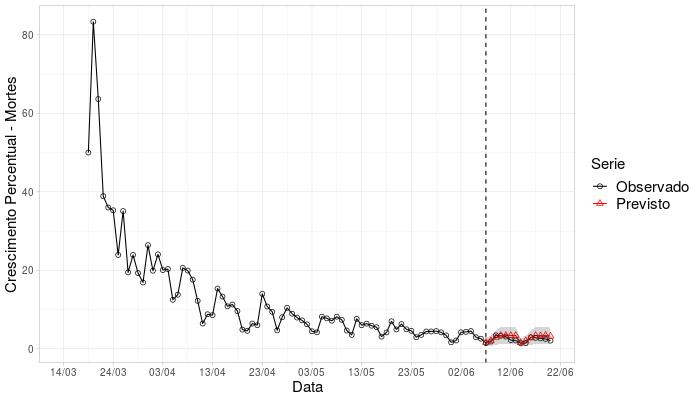 Crescimento Percentual - Mortes
80
60
40
20
0
14/03 24/03 03/04 13/04 23/04 03/05 13/05 23/05 02/06 12/06 22/06
Data
Serie
Observado
Previsto